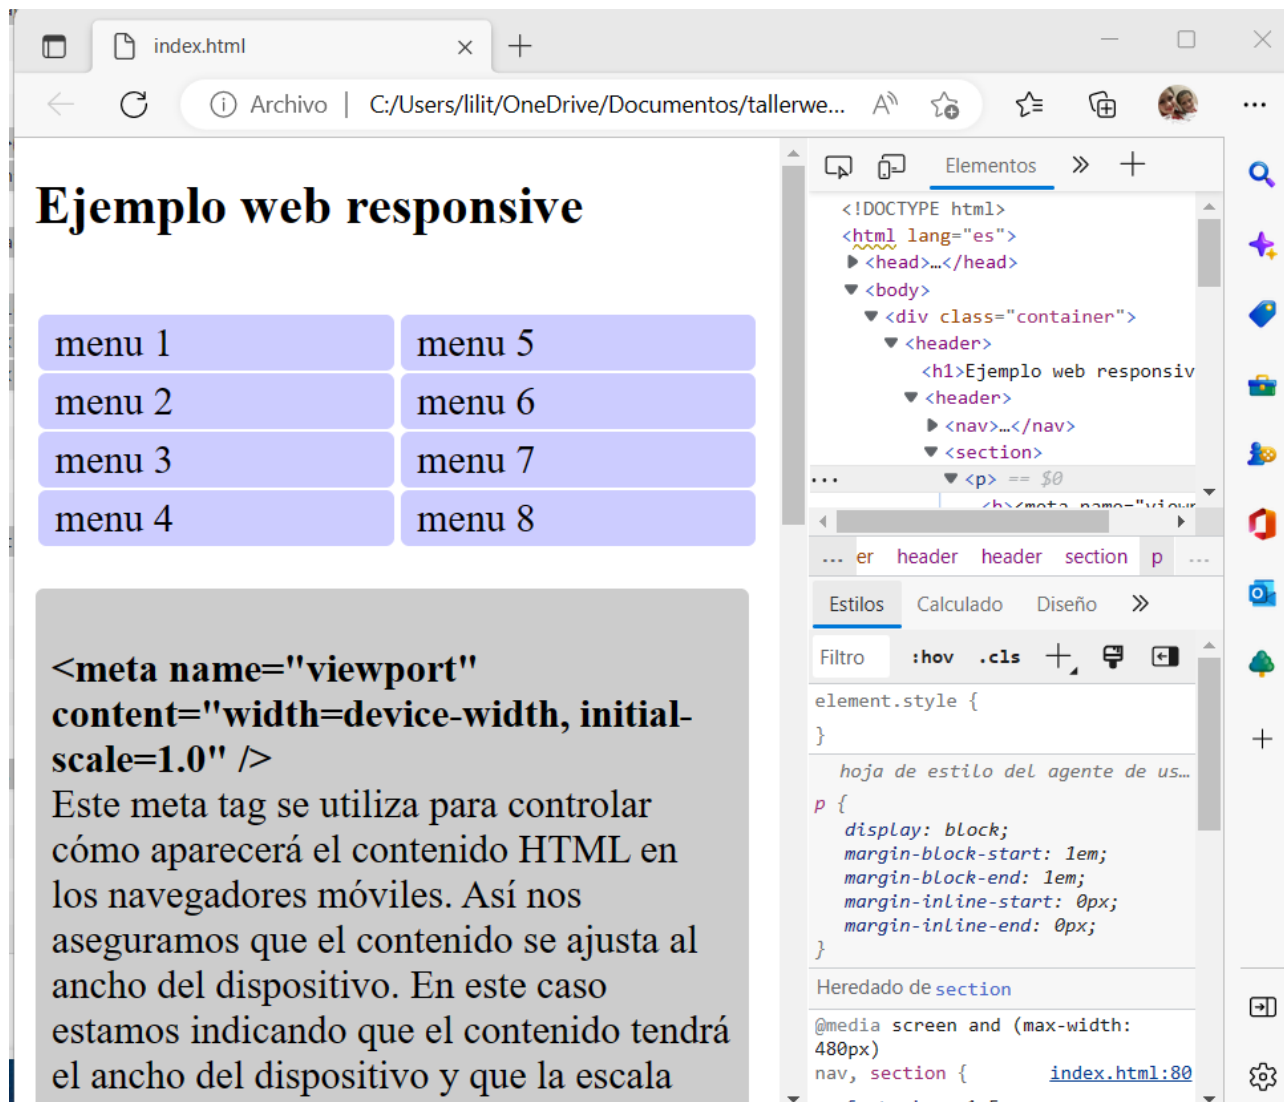 index.html
Archivo | C:/Users/lilit/OneDrive/Documentos/tallerwe...
Ejemplo web responsive
menu 1
menu 5
menu 2
menu 6
menu 3
menu 7
menu 4
menu 8
<meta name="viewport"
content="width=device-width, initial-
scale=1.0" />
Este meta tag se utiliza para controlar
cómo aparecerá el contenido HTML en
los navegadores móviles. Así nos
aseguramos que el contenido se ajusta al
ancho del dispositivo. En este caso
estamos indicando que el contenido tendrá
el ancho del dispositivo y que la escala
Elementos
<!DOCTYPE html>
<html lang="es">
<head>…</head>
<body>
<div class="container">
<header>
<h1>Ejemplo web responsiv
<header>
<nav>…</nav>
<section>
... <p> == $0
<b><meta name="viewp
... er header header section p ...
Estilos Calculado Diseño
Filtro :hov .cls
element.style {
}
hoja de estilo del agente de us…
p {
display: block;
margin-block-start: 1em;
margin-block-end: 1em;
margin-inline-start: 0px;
margin-inline-end: 0px;
}
Heredado de section
@media screen and (max-width:
480px)
nav, section { index.html:80